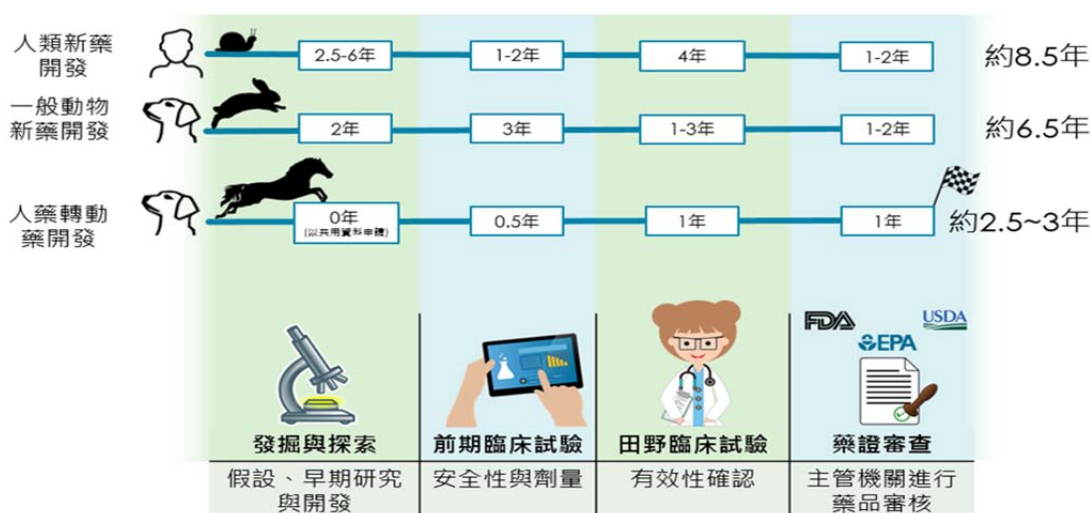 人類新藥
開發
2.5-6年
1-2年
4年
1-2年
約8.5年
一般動物
新藥開發
2年
3年
1-3年
1-2年
約6.5年
人藥轉動
藥開發
0年
(以共用資料申請)
0.5年
1年
1年
約2.5~3年
FDA
USDA
EPA
發掘與探索
前期臨床試驗
田野臨床試驗
藥證審查
假設、早期研究
與開發
安全性與劑量
有效性確認
主管機關進行
藥品審核